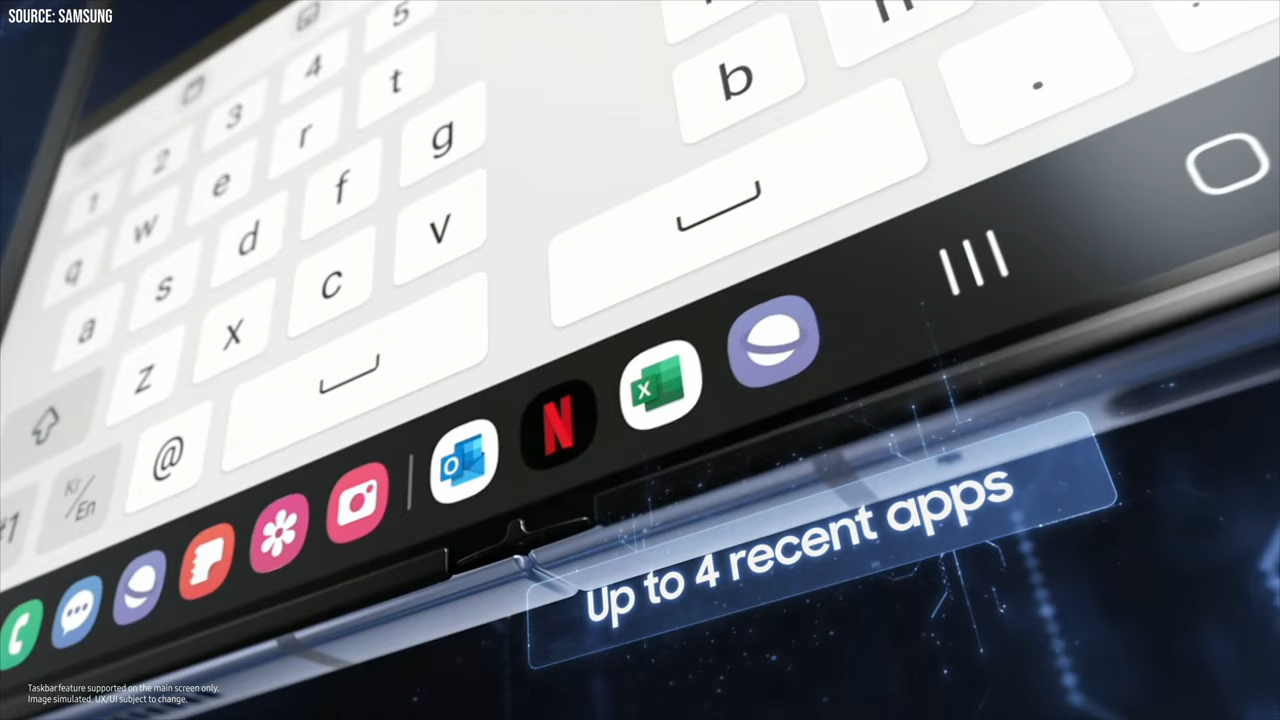 SOURCE: SAMSUNG
1 2 3 4 5
q w e r t
a s d f g
z x c v b
#1 Kr/En @ .
O N X
Up to 4 recent apps
Taskbar feature supported on the main screen only.
Image simulated. UX/UI subject to change.